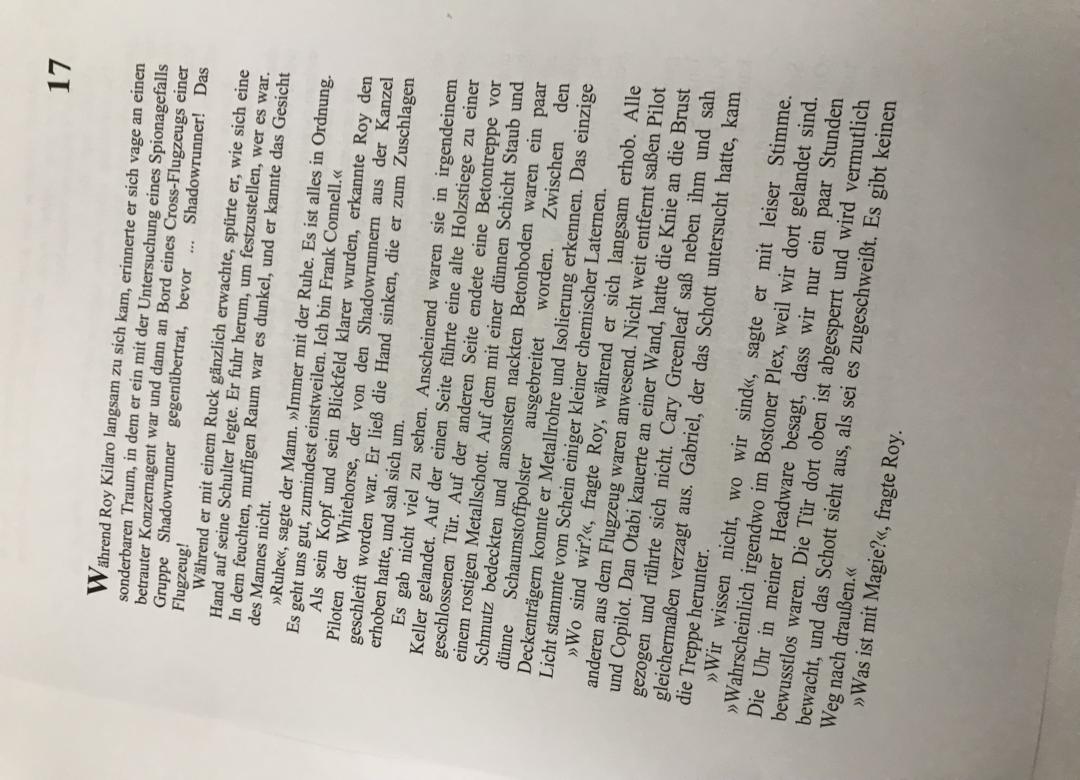 17
Während Roy Kilaro langsam zu sich kam, erinnerte er sich vage an einen
sonderbaren Traum, in dem er ein mit der Untersuchung eines Spionagefalls
betrauter Konzernagent war und dann an Bord eines Cross-Flugzeugs einer
Gruppe Shadowrunner gegenübertrat, bevor ... Shadowrunner! Das
Flugzeug!
Während er mit einem Ruck gänzlich erwachte, spürte er, wie sich eine
Hand auf seine Schulter legte. Er fuhr herum, um festzustellen, wer es war.
In dem feuchten, muffigen Raum war es dunkel, und er kannte das Gesicht
des Mannes nicht.
»Ruhe«, sagte der Mann. »Immer mit der Ruhe. Es ist alles in Ordnung.
Es geht uns gut, zumindest einstweilen. Ich bin Frank Connell.«
Als sein Kopf und sein Blickfeld klarer wurden, erkannte Roy den
Piloten der Whitehorse, der von den Shadowrunnern aus der Kanzel
geschleift worden war. Er ließ die Hand sinken, die er zum Zuschlagen
erhoben hatte, und sah sich um.
Es gab nicht viel zu sehen. Anscheinend waren sie in irgendeinem
Keller gelandet. Auf der einen Seite führte eine alte Holzstiege zu einer
geschlossenen Tür. Auf der anderen Seite endete eine Betontreppe vor
einem rostigen Metallschott. Auf dem mit einer dünnen Schicht Staub und
Schmutz bedeckten und ansonsten nackten Betonboden waren ein paar
dünne Schaumstoffpolster ausgebreitet worden. Zwischen den
Deckenträgern konnte er Metallrohre und Isolierung erkennen. Das einzige
Licht stammte vom Schein einiger kleiner chemischer Laternen.
»Wo sind wir?«, fragte Roy, während er sich langsam erhob. Alle
anderen aus dem Flugzeug waren anwesend. Nicht weit entfernt saßen Pilot
und Copilot. Dan Otabi kauerte an einer Wand, hatte die Knie an die Brust
gezogen und rührte sich nicht. Cary Greenleaf saß neben ihm und sah
gleichermaßen verzagt aus. Gabriel, der das Schott untersucht hatte, kam
die Treppe herunter.
»Wir wissen nicht, wo wir sind«, sagte er mit leiser Stimme.
»Wahrscheinlich irgendwo im Bostoner Plex, weil wir dort gelandet sind.
Die Uhr in meiner Headware besagt, dass wir nur ein paar Stunden
bewusstlos waren. Die Tür dort oben ist abgesperrt und wird vermutlich
bewacht, und das Schott sieht aus, als sei es zugeschweißt. Es gibt keinen
Weg nach draußen.«
»Was ist mit Magie?«, fragte Roy.